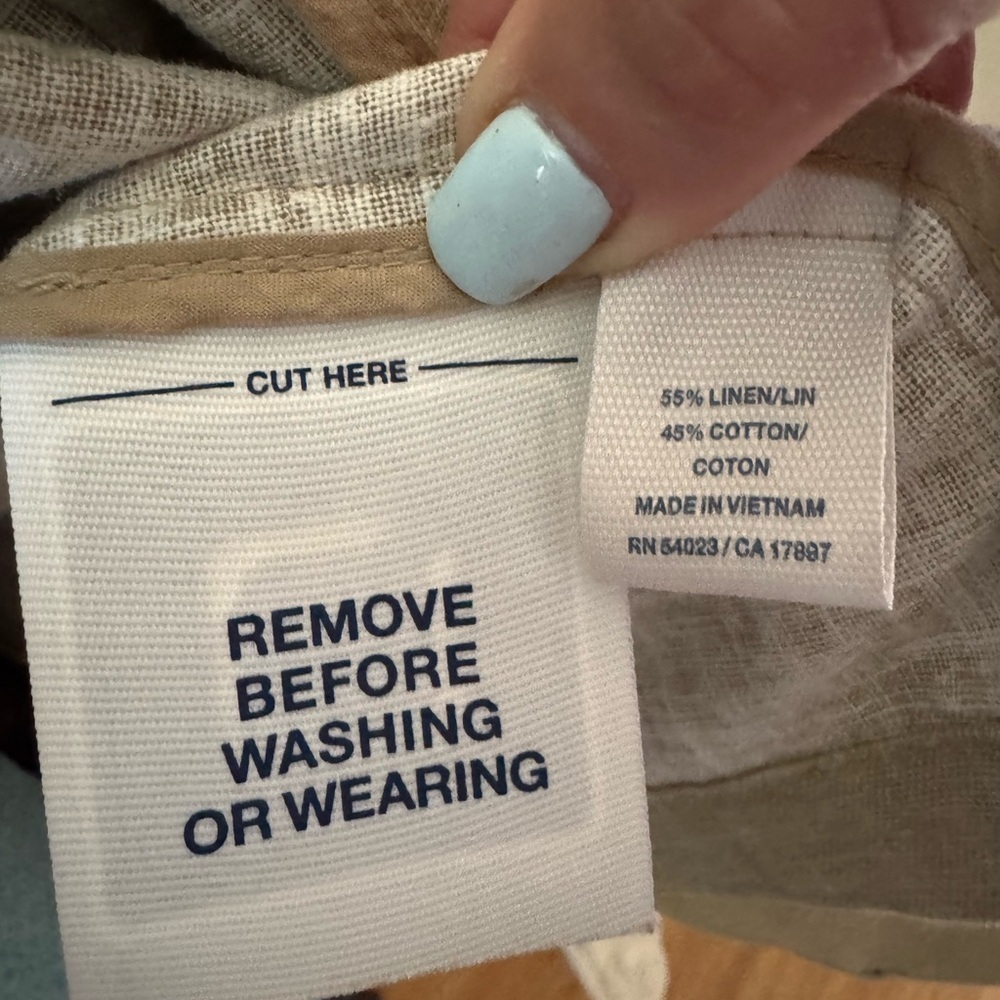 CUT HERE
REMOVE
BEFORE
WASHING
OR WEARING
55% LINEN/LIN
45% COTTON/
COTON
MADE IN VIETNAM
RN 54023 / CA 17897